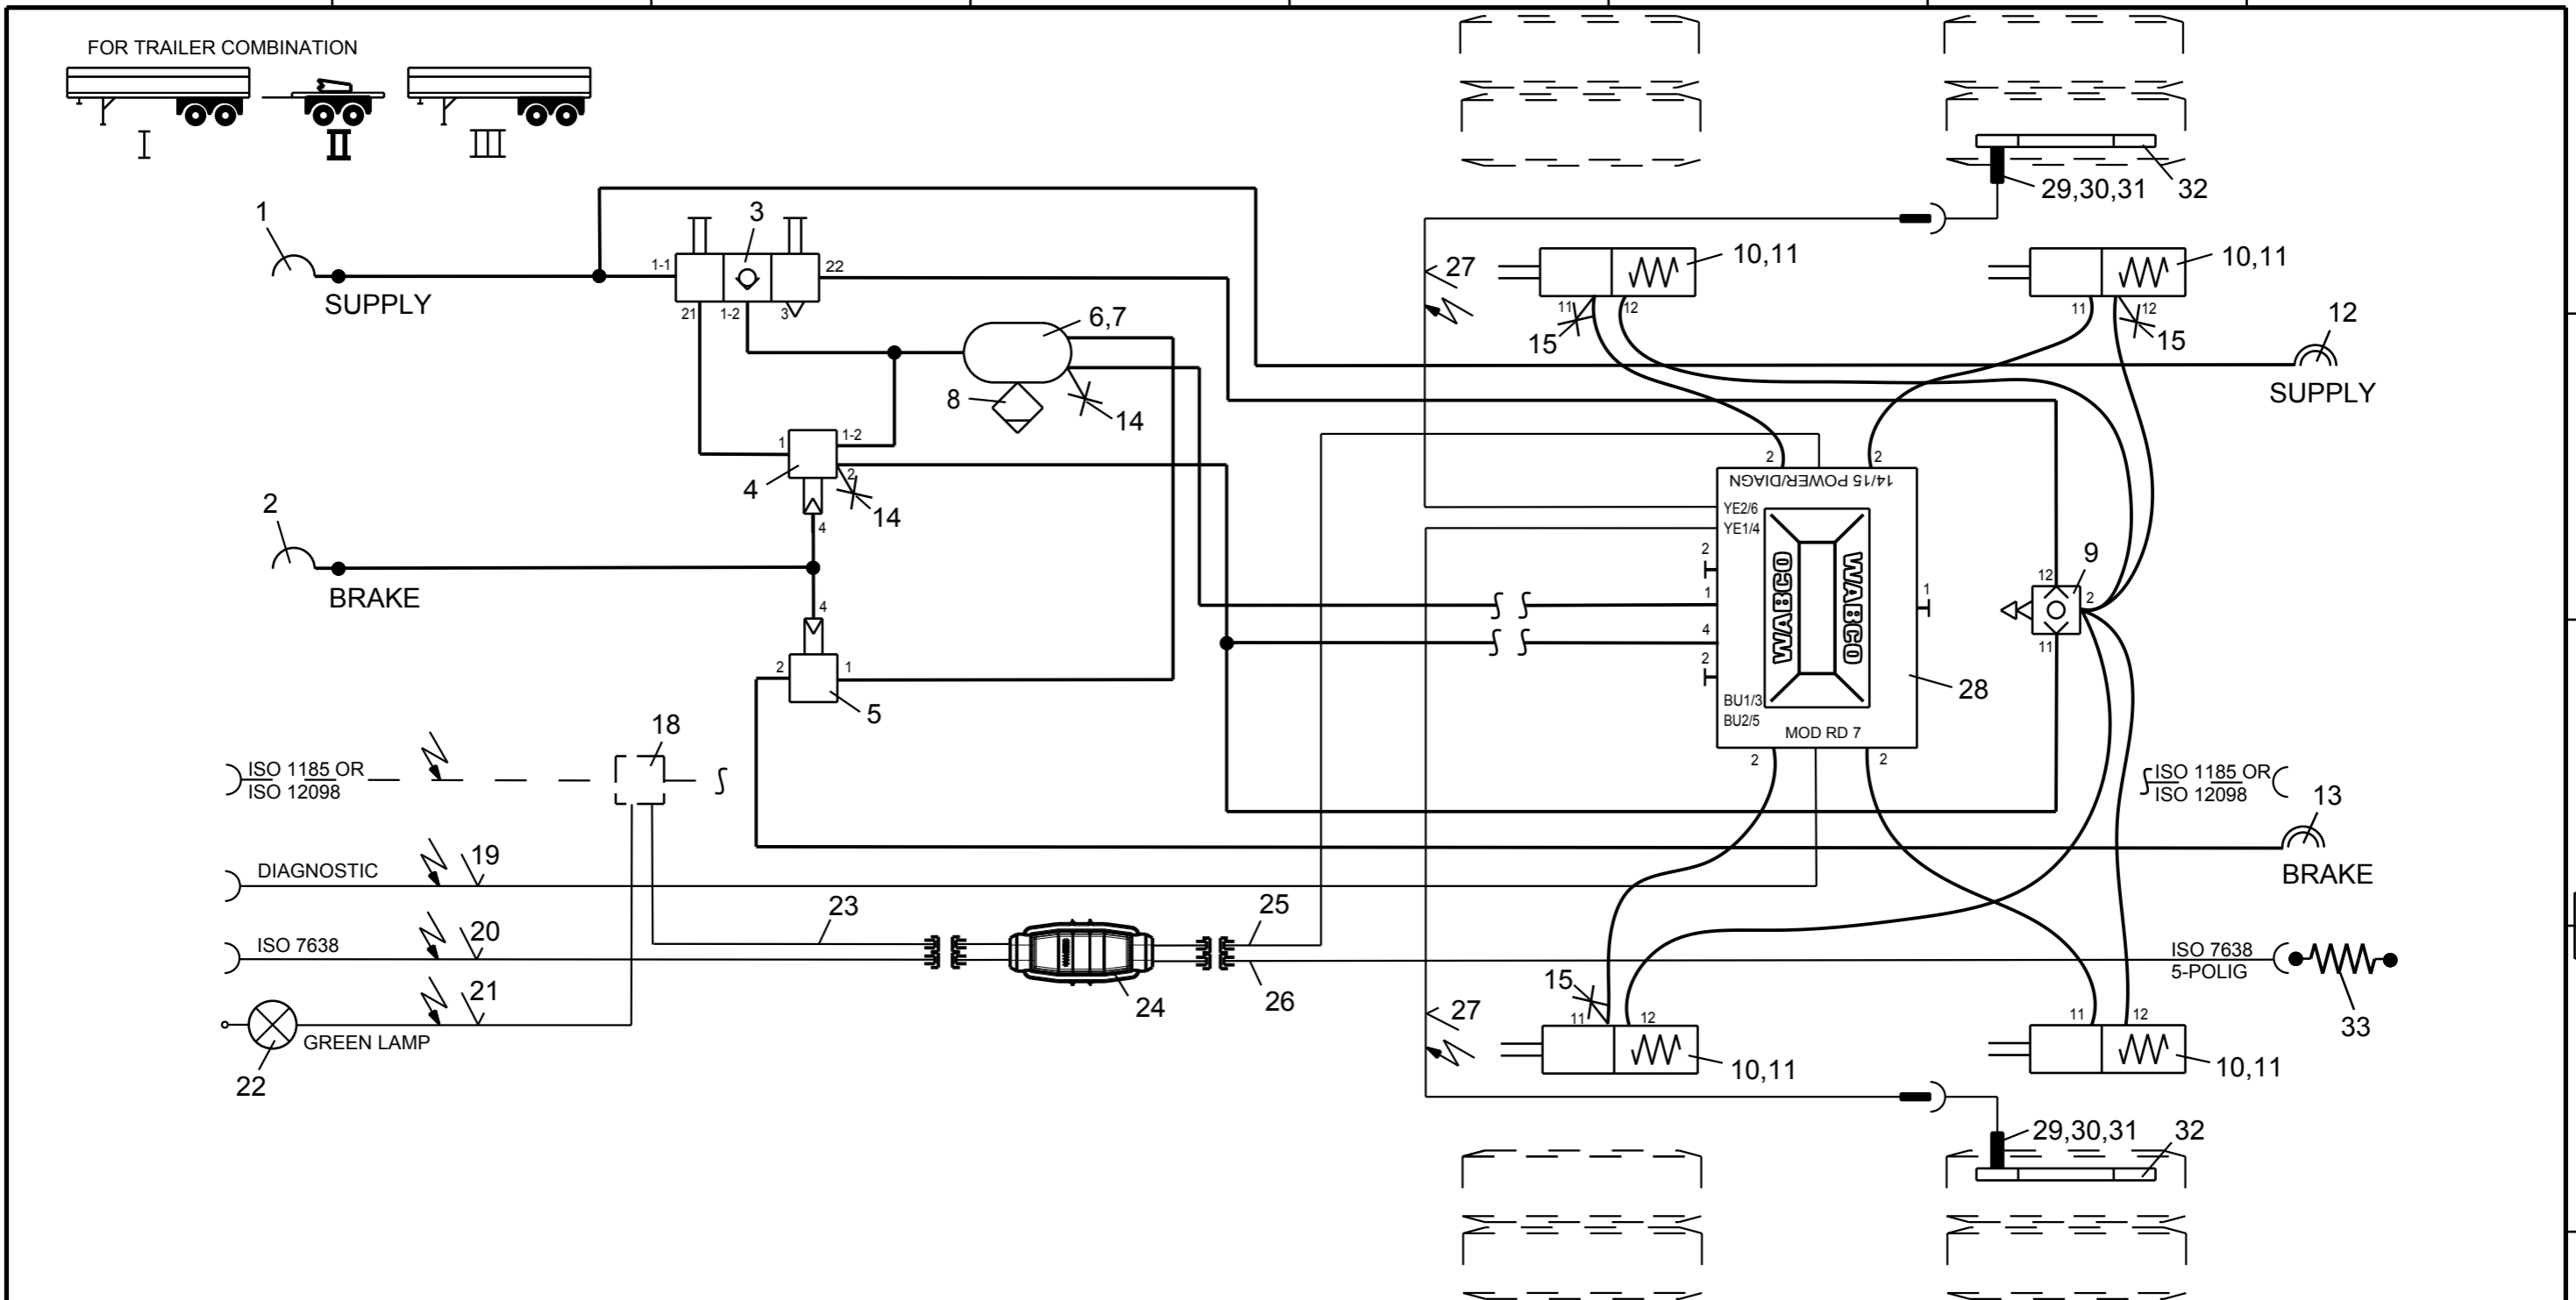 FOR TRAILER COMBINATION
I
II
III
1
SUPPLY
3
1-1
22
21
1-2
3
6,7
8
14
4
1
1-2
2
14
4
2
BRAKE
4
2
1
5
29,30,31
32
27
10,11
11
12
15
10,11
11
12
15
12
SUPPLY
2
2
14/15 POWER/DIAGN
YE2/6
YE1/4
2
1
4
2
BU1/3
BU2/5
WABCO
WABCO
MOD RD 7
1
28
2
2
9
12
2
11
18
ISO 1185 OR
ISO 12098
ISO 1185 OR
ISO 12098
13
BRAKE
DIAGNOSTIC
19
23
25
ISO 7638
20
24
26
ISO 7638
5-POLIG
33
21
GREEN LAMP
22
15
27
11
12
10,11
11
12
10,11
29,30,31
32